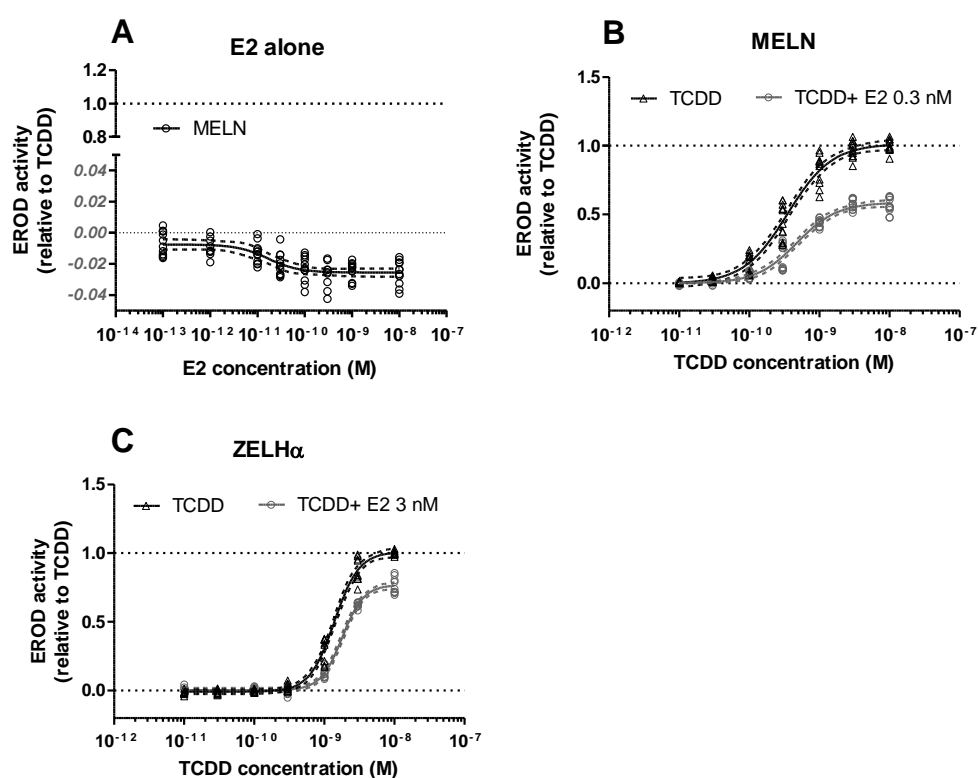 A
E2 alone
1.2
1.0
0.8
MELN
0.04
0.02
0.00
-0.02
-0.04
EROD activity
(relative to TCDD)
10-14 10-13 10-12 10-11 10-10 10-9 10-8 10-7
E2 concentration (M)
B
MELN
TCDD TCDD+ E2 0.3 nM
1.5
1.0
0.5
0.0
EROD activity
(relative to TCDD)
10-12 10-11 10-10 10-9 10-8 10-7
TCDD concentration (M)
C
ZELHα
TCDD TCDD+ E2 3 nM
1.5
1.0
0.5
0.0
EROD activity
(relative to TCDD)
10-12 10-11 10-10 10-9 10-8 10-7
TCDD concentration (M)